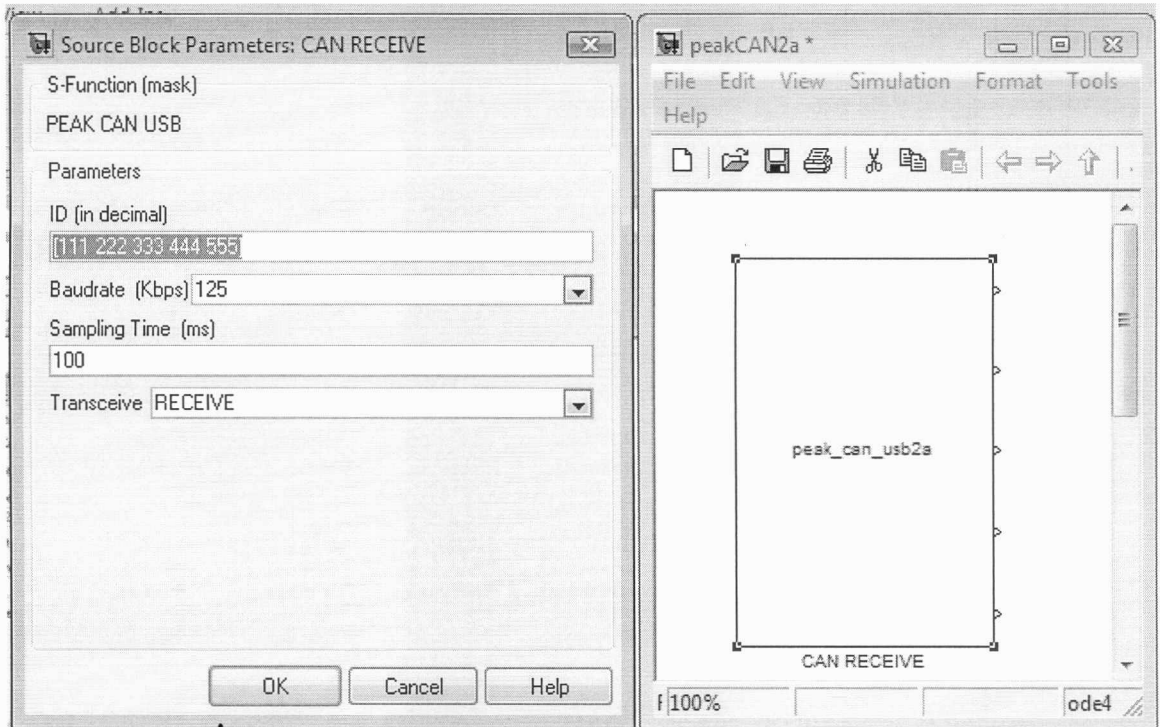 Source Block Parameters: CAN RECEIVE
S-Function (mask)
PEAK CAN USB
Parameters
ID (in decimal)
[111 222 333 444 555]
Baudrate (Kbps) 125
Sampling Time (ms)
100
Transceive RECEIVE
OK Cancel Help
peakCAN2a *
File Edit View Simulation Format Tools
Help
peak_can_usb2a
CAN RECEIVE
100% ode4